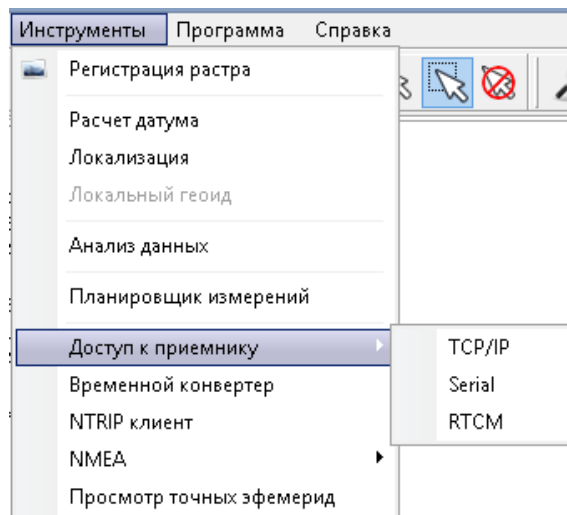 Инструменты Программа Справка
Регистрация растра
Расчет датума
Локализация
Локальный геоид
Анализ данных
Планировщик измерений
Доступ к приемнику
TCP/IP
Временной конвертер
Serial
NTRIP клиент
RTCM
NMEA
Просмотр точных эфемерид